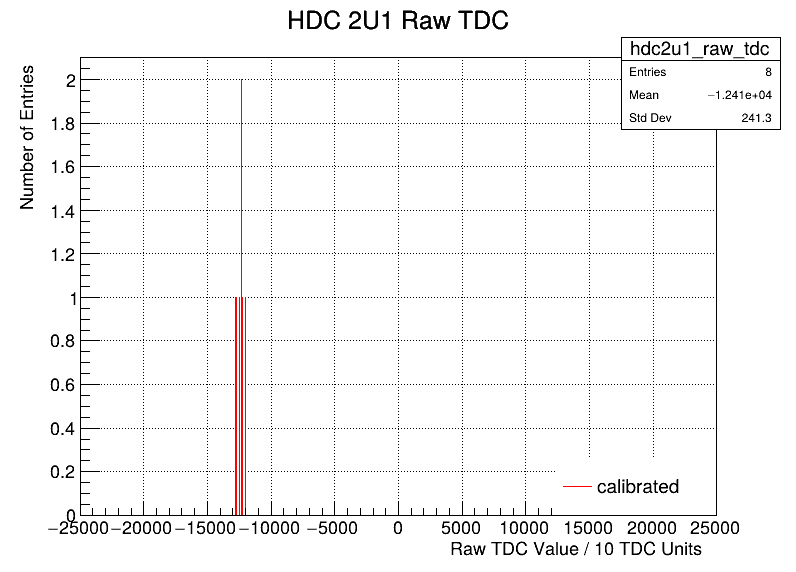 HDC 2U1 Raw TDC
hdc2u1_raw_tdc
Entries 8
Mean −1.241e+04
Std Dev 241.3
Number of Entries
2
1.8
1.6
1.4
1.2
1
0.8
0.6
0.4
0.2
0
calibrated
−25000 −20000 −15000 −10000 −5000 0 5000 10000 15000 20000 25000
Raw TDC Value / 10 TDC Units